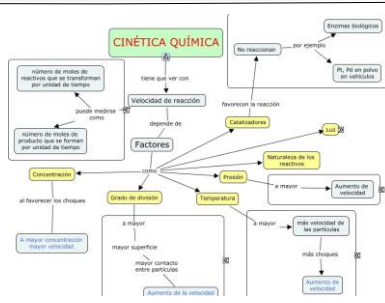 CINÉTICA QUÍMICA
tiene que ver con
Velocidad de reacción
puede medirse
como
número de moles de
reactivos que se transforman
por unidad de tiempo
número de moles de
producto que se forman
por unidad de tiempo
depende de
Factores
como
Concentración
al favorecer los choques
A mayor concentración
mayor velocidad
Grado de división
a mayor
mayor superficie
mayor contacto
entre partículas
Aumento de la velocidad
Temperatura
a mayor
más velocidad de
las partículas
más choques
Aumento de
velocidad
Presión
a mayor
Aumento de
velocidad
Naturaleza de los
reactivos
Luz
Catalizadores
favorecen la reacción
No reaccionan
por ejemplo
Enzimas biológicos
Pt, Pd en polvo
en vehículos